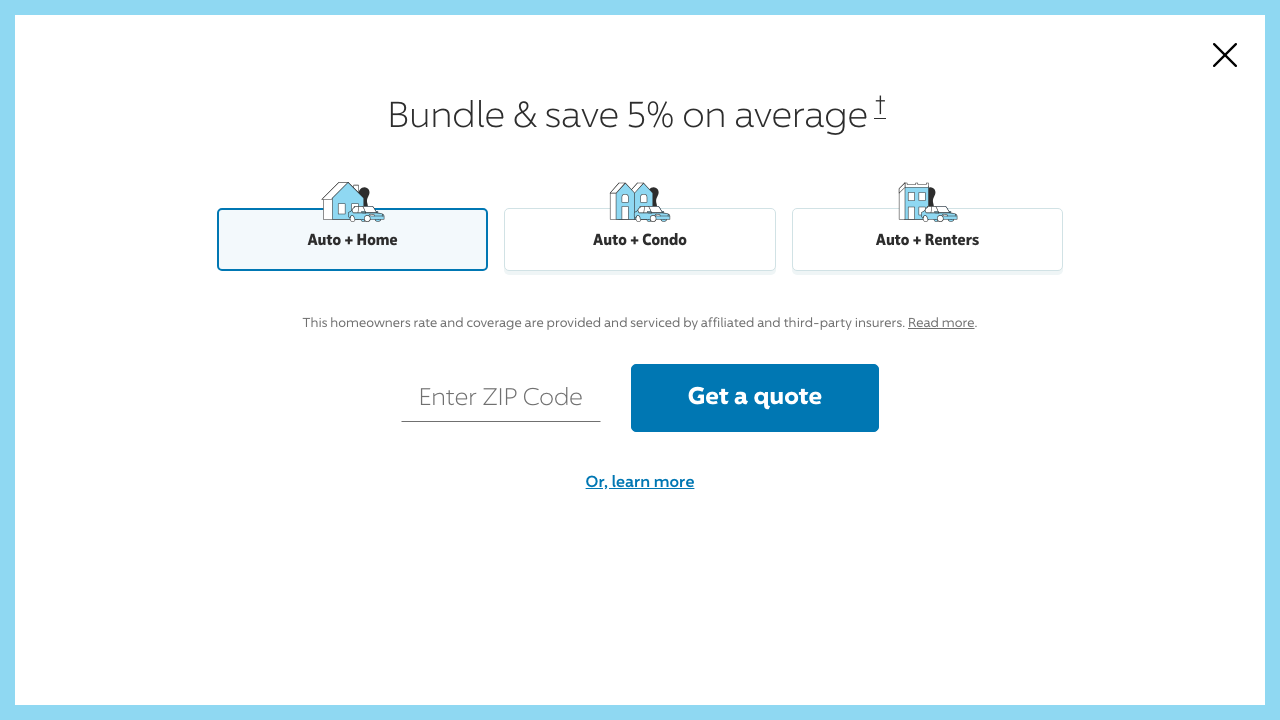 Bundle & save 5% on average †
Auto + Home
Auto + Condo
Auto + Renters
This homeowners rate and coverage are provided and serviced by affiliated and third-party insurers. Read more.
Enter ZIP Code
Get a quote
Or, learn more